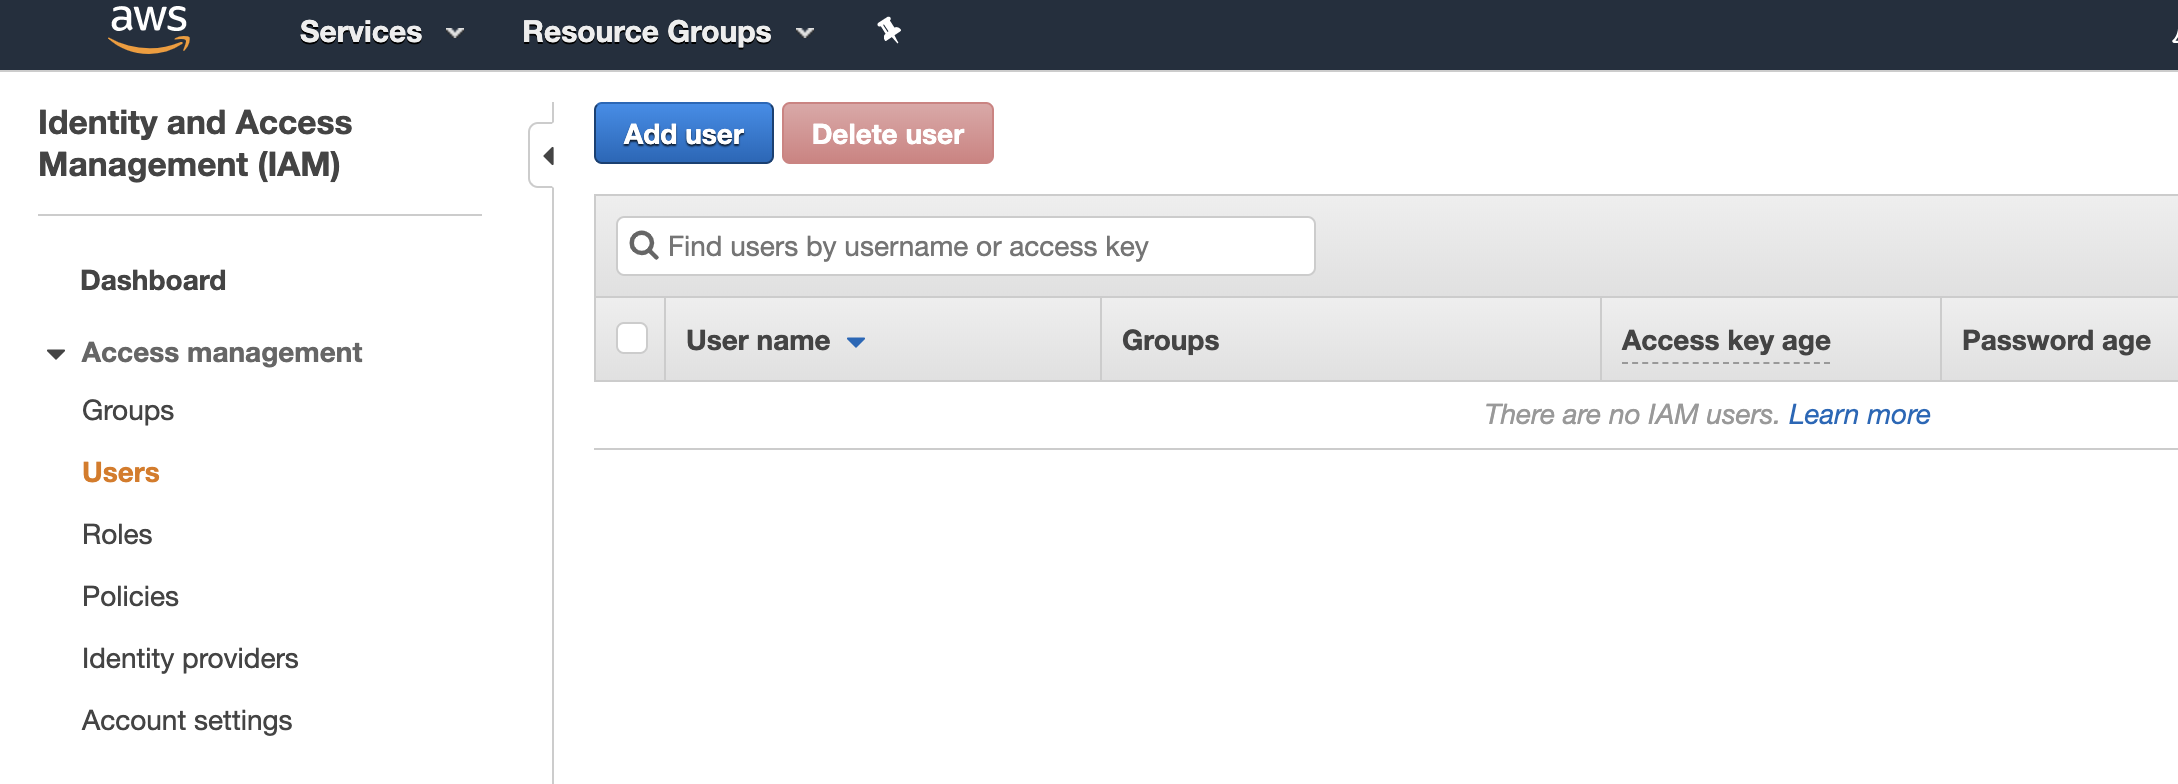 aws
Services
Resource Groups
Identity and Access
Management (IAM)
Dashboard
Access management
Groups
Users
Roles
Policies
Identity providers
Account settings
Add user
Delete user
Find users by username or access key
User name
Groups
Access key age
Password age
There are no IAM users. Learn more